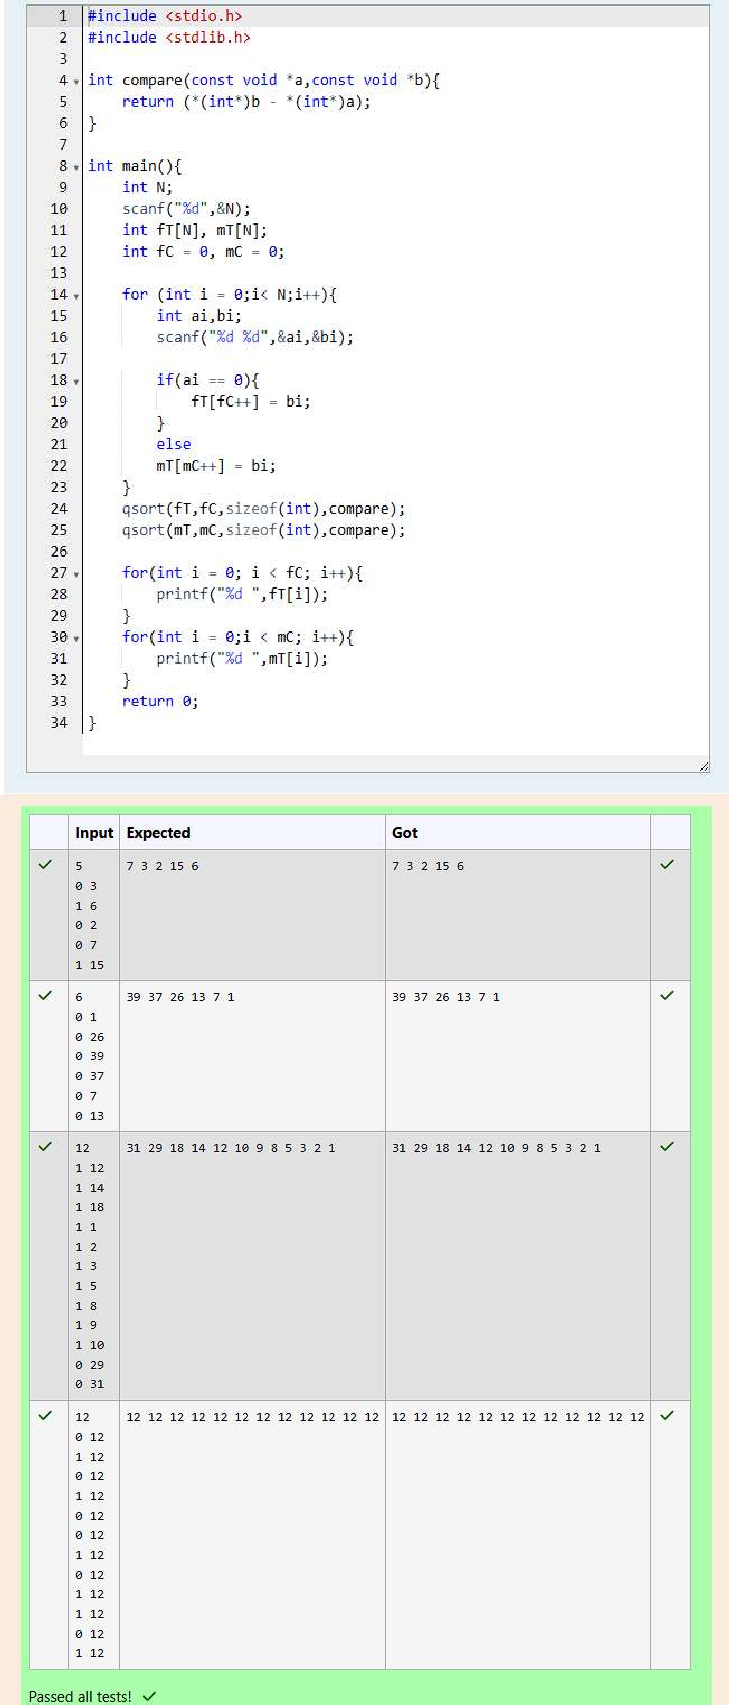 1 #include <stdio.h>
2 #include <stdlib.h>
3
4 int compare(const void *a,const void *b){
5 return (*(int*)b - *(int*)a);
6 }
7
8 int main(){
9 int N;
10 scanf("%d",&N);
11 int fT[N], mT[N];
12 int fC = 0, mC = 0;
13
14 for (int i = 0;i< N;i++){
15 int ai,bi;
16 scanf("%d %d",&ai,&bi);
17
18 if(ai == 0){
19 fT[fC++] = bi;
20 }
21 else
22 mT[mC++] = bi;
23 }
24 qsort(fT,fC,sizeof(int),compare);
25 qsort(mT,mC,sizeof(int),compare);
26
27 for(int i = 0; i < fC; i++){
28 printf("%d ",fT[i]);
29 }
30 for(int i = 0;i < mC; i++){
31 printf("%d ",mT[i]);
32 }
33 return 0;
34 }
Input Expected Got
5 7 3 2 15 6 7 3 2 15 6
0 3
1 6
0 2
0 7
1 15
6 39 37 26 13 7 1 39 37 26 13 7 1
0 1
0 26
0 39
0 37
0 7
0 13
12 31 29 18 14 12 10 9 8 5 3 2 1 31 29 18 14 12 10 9 8 5 3 2 1
1 12
1 14
1 18
1 1
1 2
1 3
1 5
1 8
1 9
1 10
0 29
0 31
12 12 12 12 12 12 12 12 12 12 12 12 12 12 12 12 12 12 12 12 12 12 12 12 12
0 12
1 12
0 12
1 12
0 12
0 12
1 12
0 12
1 12
1 12
0 12
1 12
Passed all tests!